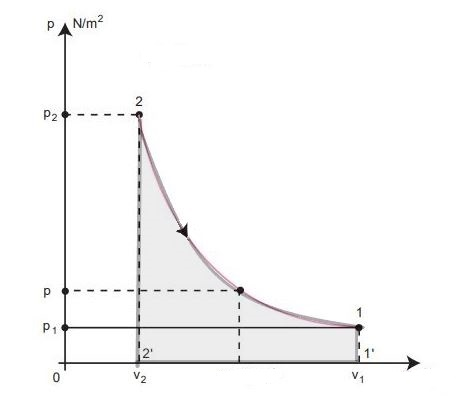 p N/m²
2
p₂
p
1
p₁
2' 1'
0 v₂ v₁